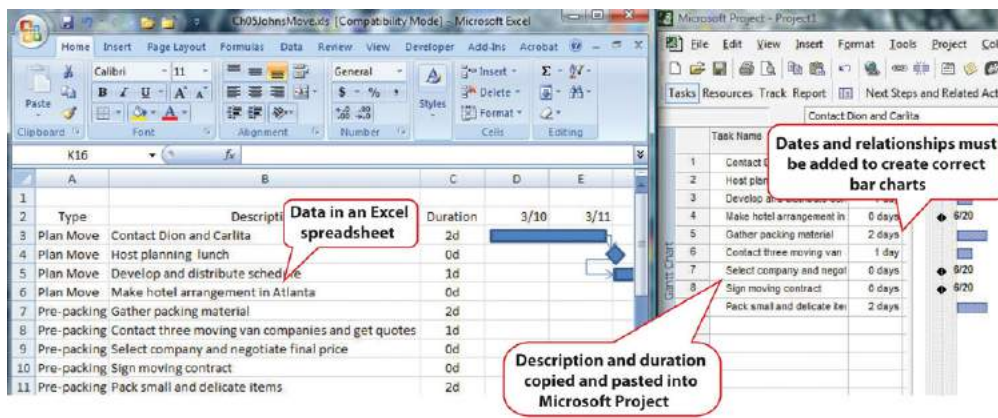 Ch05JohnsMove.xls [Compatibility Mode] - Microsoft Excel
Home Insert Page Layout Formulas Data Review View Developer Add-Ins Acrobat
Calibri 11 General Insert
Paste B I U A A $ % , Styles Delete
Format
Clipboard Font Alignment Number Cells Editing
K16 fx
A B C D E
1
2 Type Descripti Duration 3/10 3/11
3 Plan Move Contact Dion and Carlita 2d
4 Plan Move Host planning lunch 0d
5 Plan Move Develop and distribute schedule 1d
6 Plan Move Make hotel arrangement in Atlanta 0d
7 Pre-packing Gather packing material 2d
8 Pre-packing Contact three moving van companies and get quotes 1d
9 Pre-packing Select company and negotiate final price 0d
10 Pre-packing Sign moving contract 0d
11 Pre-packing Pack small and delicate items 2d
Data in an Excel
spreadsheet
Microsoft Project - Project1
File Edit View Insert Format Tools Project Col
Tasks Resources Track Report Next Steps and Related Act
Contact Dion and Carlita
Task Name
Gantt Chart
1 Contact
2 Host plan
3 Develop
4 Make hotel arrangement in 0 days 6/20
5 Gather packing material 2 days
6 Contact three moving van 1 day
7 Select company and negot 0 days 6/20
8 Sign moving contract 0 days 6/20
Pack small and delicate ite 2 days
Dates and relationships must
be added to create correct
bar charts
Description and duration
copied and pasted into
Microsoft Project